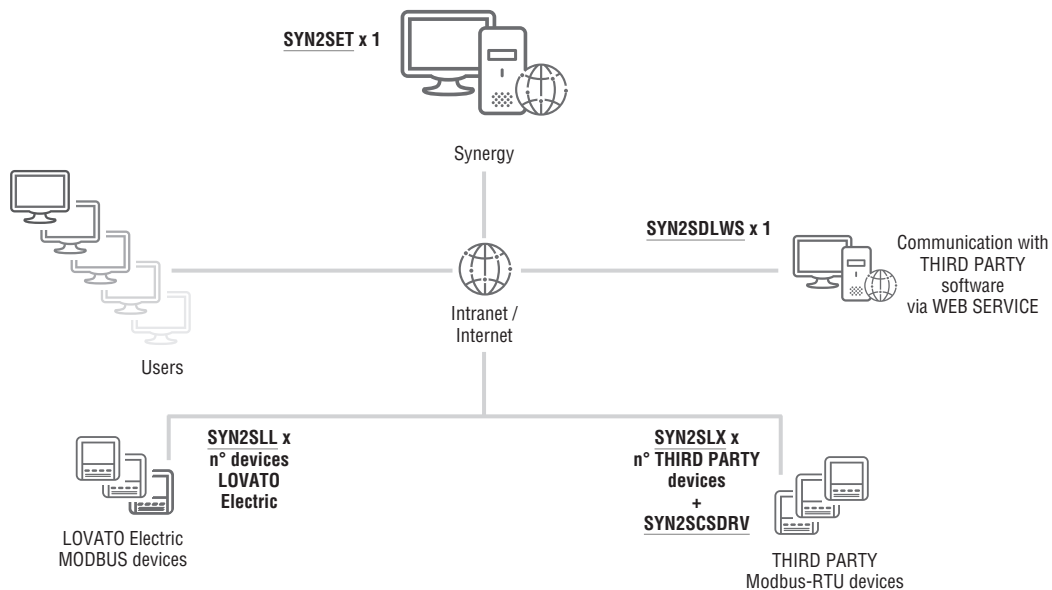 SYN2SET x 1
Synergy
SYN2SDLWS x 1
Communication with
THIRD PARTY
software
via WEB SERVICE
Intranet /
Internet
Users
SYN2SLL x
n° devices
LOVATO
Electric
SYN2SLX x
n° THIRD PARTY
devices
+
SYN2SCSDRV
LOVATO Electric
MODBUS devices
THIRD PARTY
Modbus-RTU devices